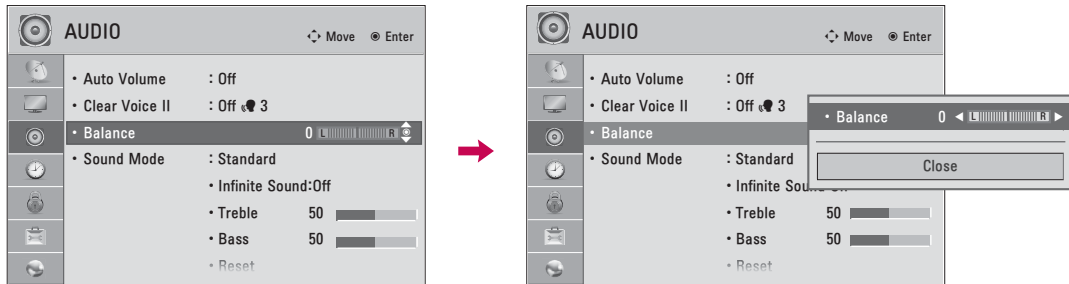 AUDIO
Move Enter
• Auto Volume : Off
• Clear Voice II : Off 3
• Balance 0 L R
• Sound Mode : Standard
• Infinite Sound:Off
• Treble 50
• Bass 50
• Reset
AUDIO
Move Enter
• Auto Volume : Off
• Clear Voice II : Off 3
• Balance
• Sound Mode : Standard
• Infinite
• Treble 50
• Bass 50
• Reset
• Balance 0 L R
Close